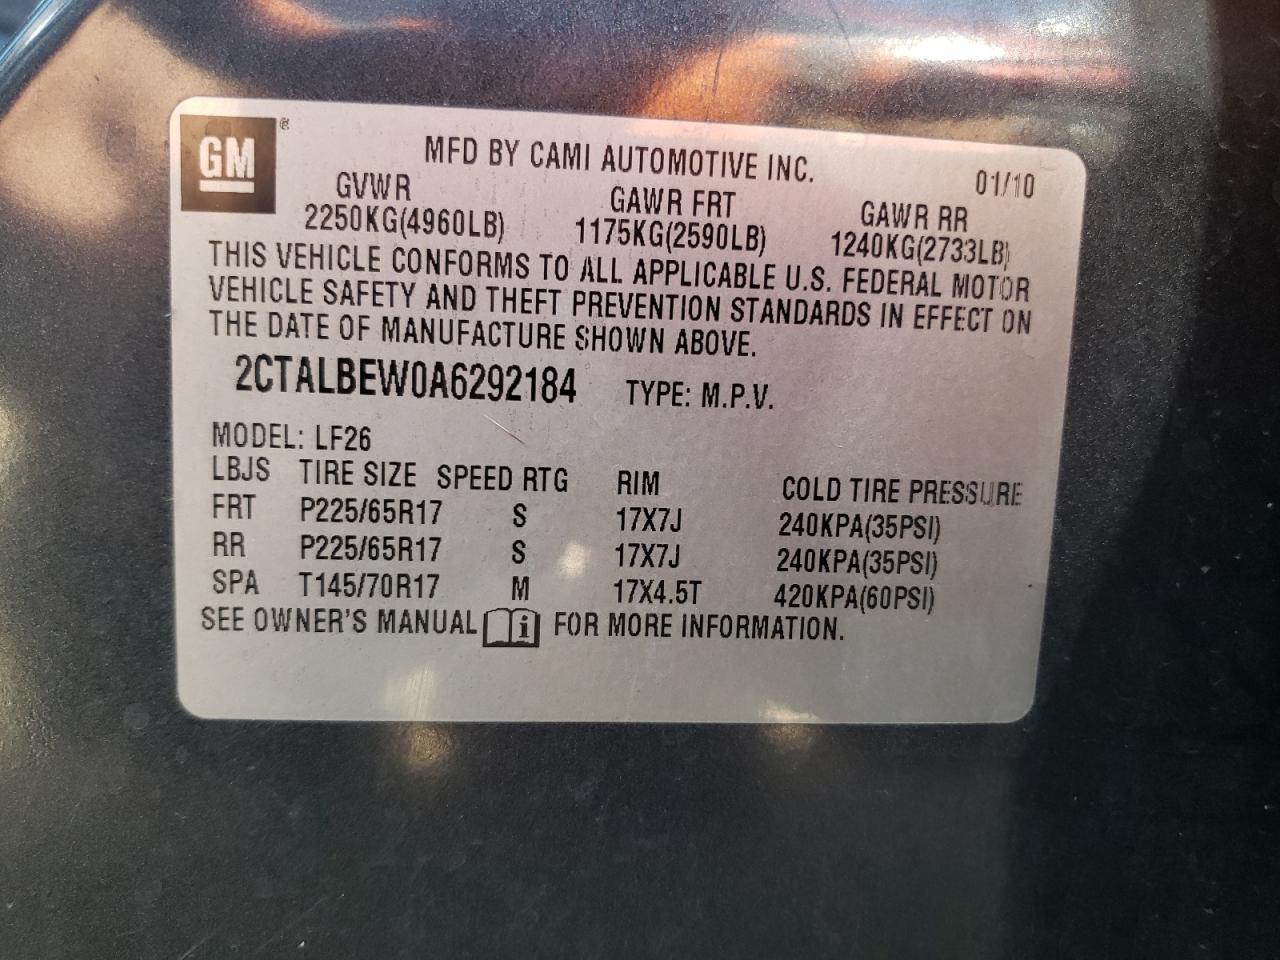 GM ®
MFD BY CAMI AUTOMOTIVE INC. 01/10
GVWR GAWR FRT GAWR RR
2250KG(4960LB) 1175KG(2590LB) 1240KG(2733LB)
THIS VEHICLE CONFORMS TO ALL APPLICABLE U.S. FEDERAL MOTOR
VEHICLE SAFETY AND THEFT PREVENTION STANDARDS IN EFFECT ON
THE DATE OF MANUFACTURE SHOWN ABOVE.
2CTALBEW0A6292184 TYPE: M.P.V.
MODEL: LF26
LBJS TIRE SIZE SPEED RTG RIM COLD TIRE PRESSURE
FRT P225/65R17 S 17X7J 240KPA(35PSI)
RR P225/65R17 S 17X7J 240KPA(35PSI)
SPA T145/70R17 M 17X4.5T 420KPA(60PSI)
SEE OWNER'S MANUAL i FOR MORE INFORMATION.